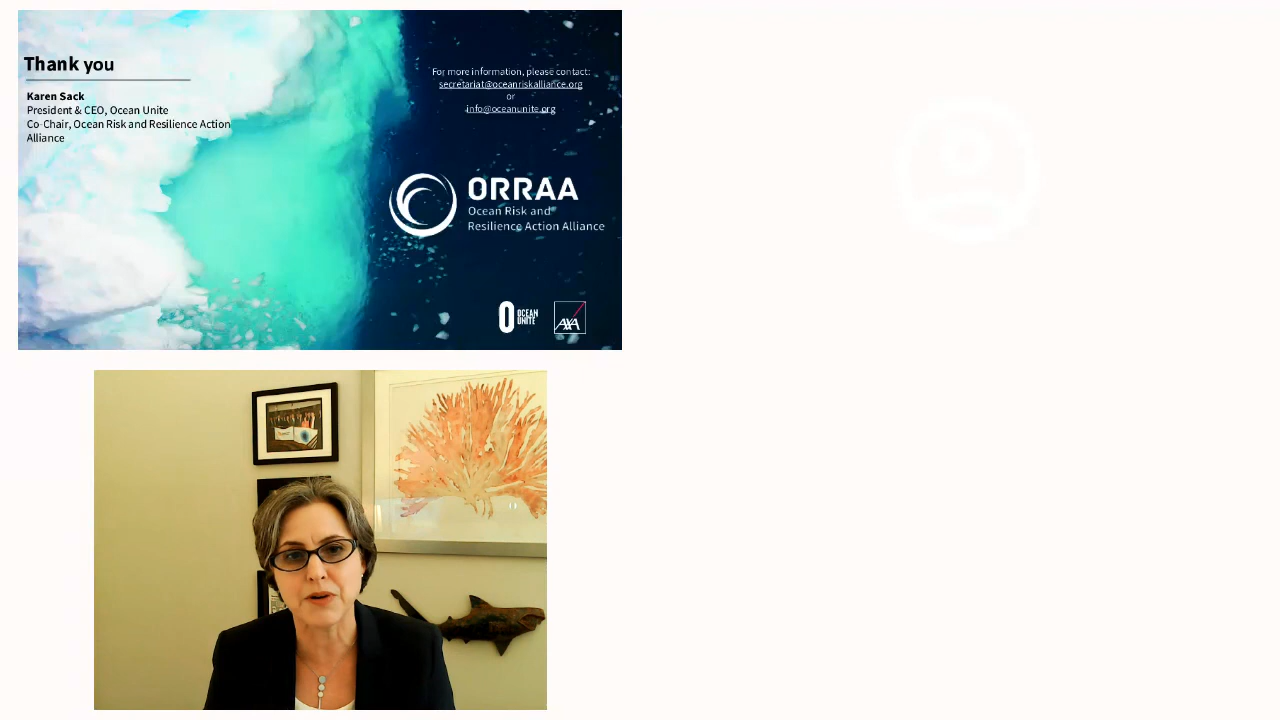 Thank you
Karen Sack
President & CEO, Ocean Unite
Co-Chair, Ocean Risk and Resilience Action
Alliance
For more information, please contact:
secretariat@oceanriskalliance.org
or
info@oceanunite.org
ORRAA
Ocean Risk and
Resilience Action Alliance
OCEAN
UNITE
AXA